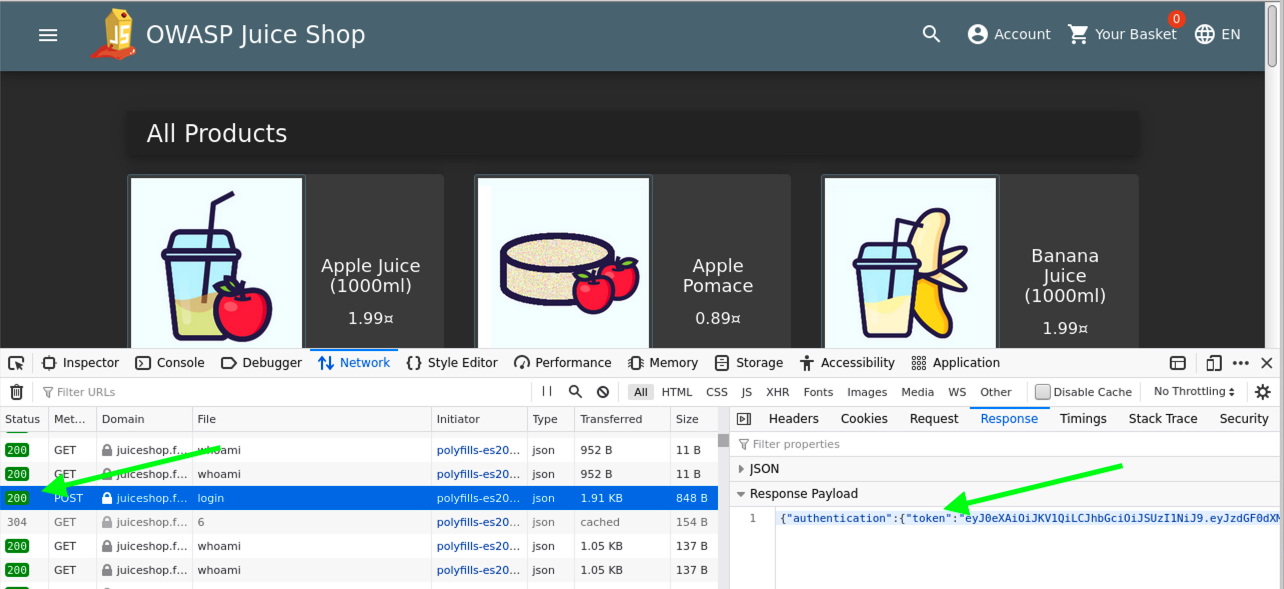 JS OWASP Juice Shop Account 0 Your Basket EN
All Products
Apple Juice
(1000ml)
1.99¤
Apple
Pomace
0.89¤
Banana
Juice
(1000ml)
1.99¤
Inspector Console Debugger Network {} Style Editor Performance Memory Storage Accessibility Application
Filter URLs All HTML CSS JS XHR Fonts Images Media WS Other Disable Cache No Throttling
Status Met... Domain File Initiator Type Transferred Size
200 GET juiceshop.f... whoami polyfills-es20... json 952 B 11 B
200 GET juiceshop.f... whoami polyfills-es20... json 952 B 11 B
200 POST juiceshop.f... login polyfills-es20... json 1.91 KB 848 B
304 GET juiceshop.f... 6 polyfills-es20... json cached 154 B
200 GET juiceshop.f... whoami polyfills-es20... json 1.05 KB 137 B
200 GET juiceshop.f... whoami polyfills-es20... json 1.05 KB 137 B
Headers Cookies Request Response Timings Stack Trace Security
Filter properties
JSON
Response Payload
1 {"authentication":{"token":"eyJ0eXAiOiJKV1QiLCJhbGciOiJSUzI1NiJ9.eyJzdGF0dX